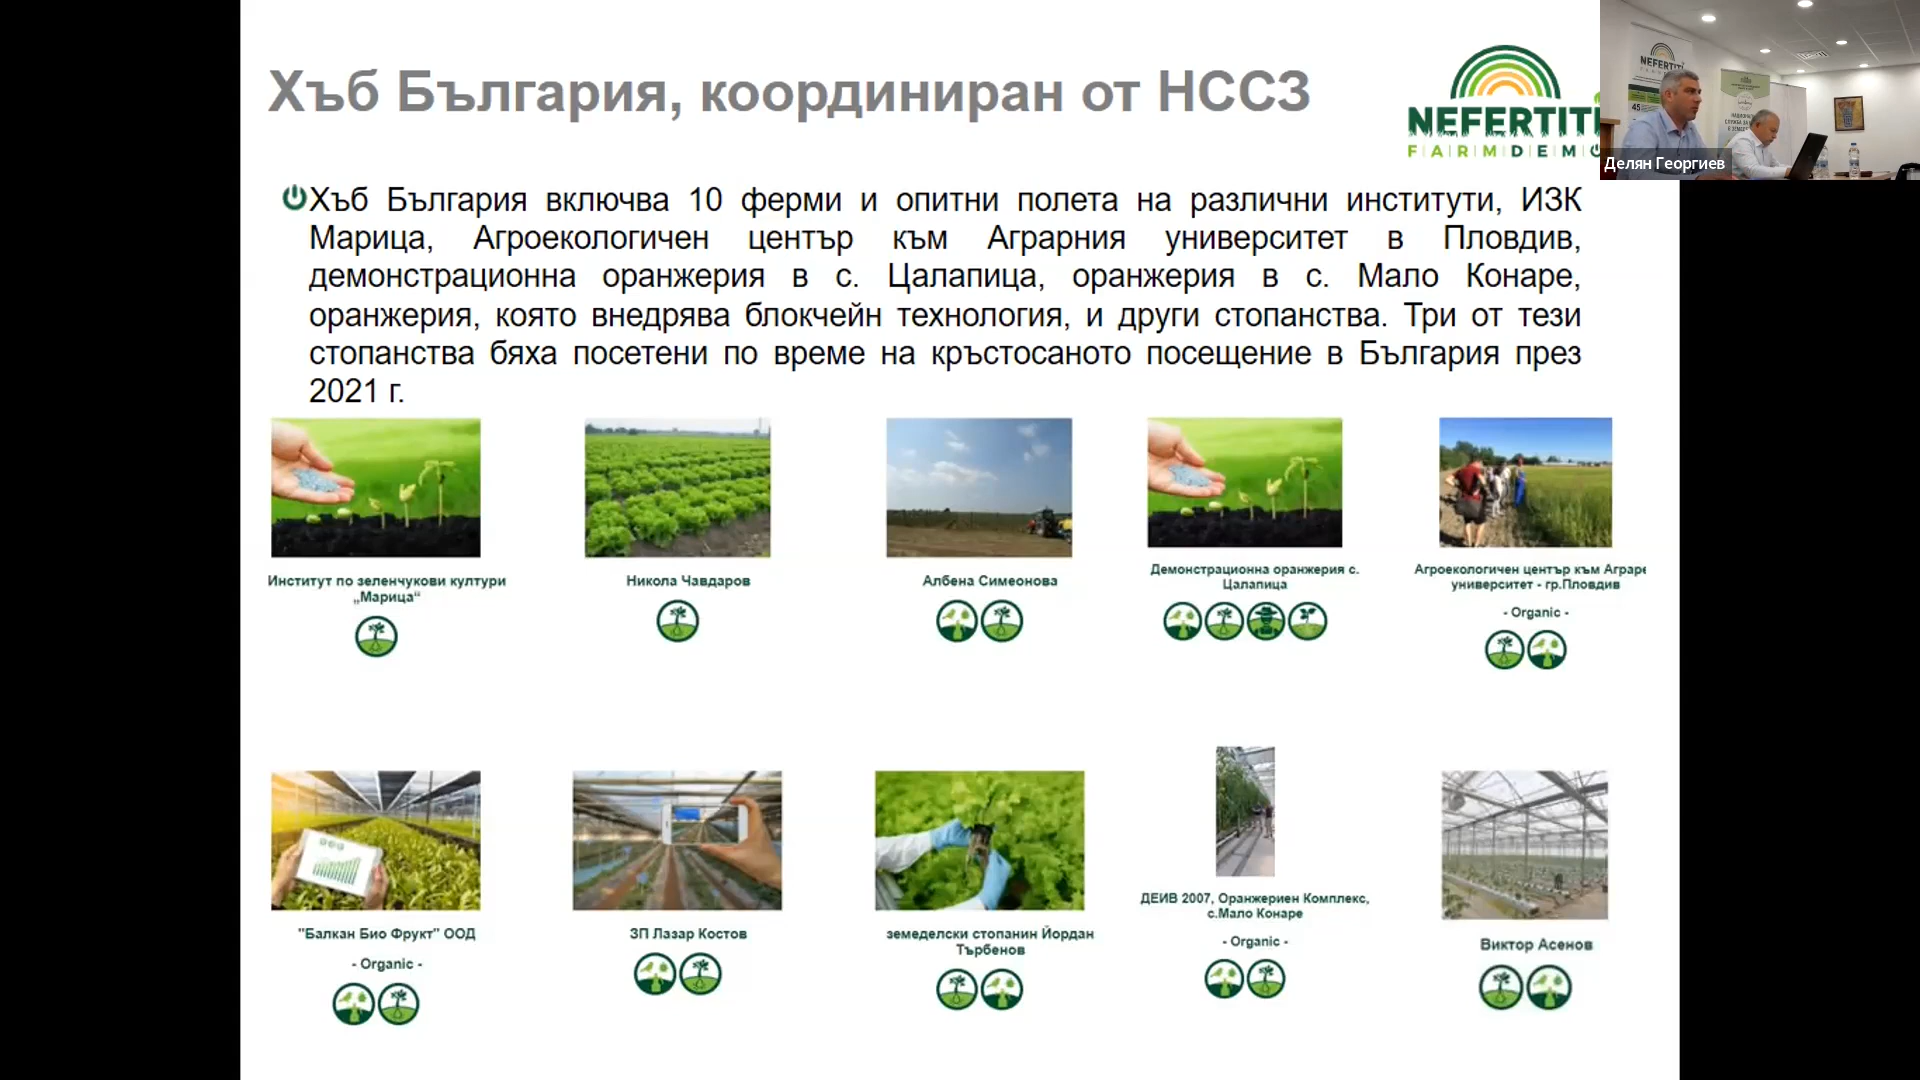 Хъб България, координиран от НССЗ
NEFERTITI
FARMDEMO
NEFERTITI
45
Делян Георгиев
Хъб България включва 10 ферми и опитни полета на различни институти, ИЗК
Марица, Агроекологичен център към Аграрния университет в Пловдив,
демонстрационна оранжерия в с. Цалапица, оранжерия в с. Мало Конаре,
оранжерия, която внедрява блокчейн технология, и други стопанства. Три от тези
стопанства бяха посетени по време на кръстосаното посещение в България през
2021 г.
Институт по зеленчукови култури
„Марица“
Никола Чавдаров
Албена Симеонова
Демонстрационна оранжерия с.
Цалапица
Агроекологичен център към Аграре
университет - гр.Пловдив
- Organic -
"Балкан Био Фрукт" ООД
- Organic -
ЗП Лазар Костов
земеделски стопанин Йордан
Търбенов
ДЕИВ 2007, Оранжериен Комплекс,
с.Мало Конаре
- Organic -
Виктор Асенов